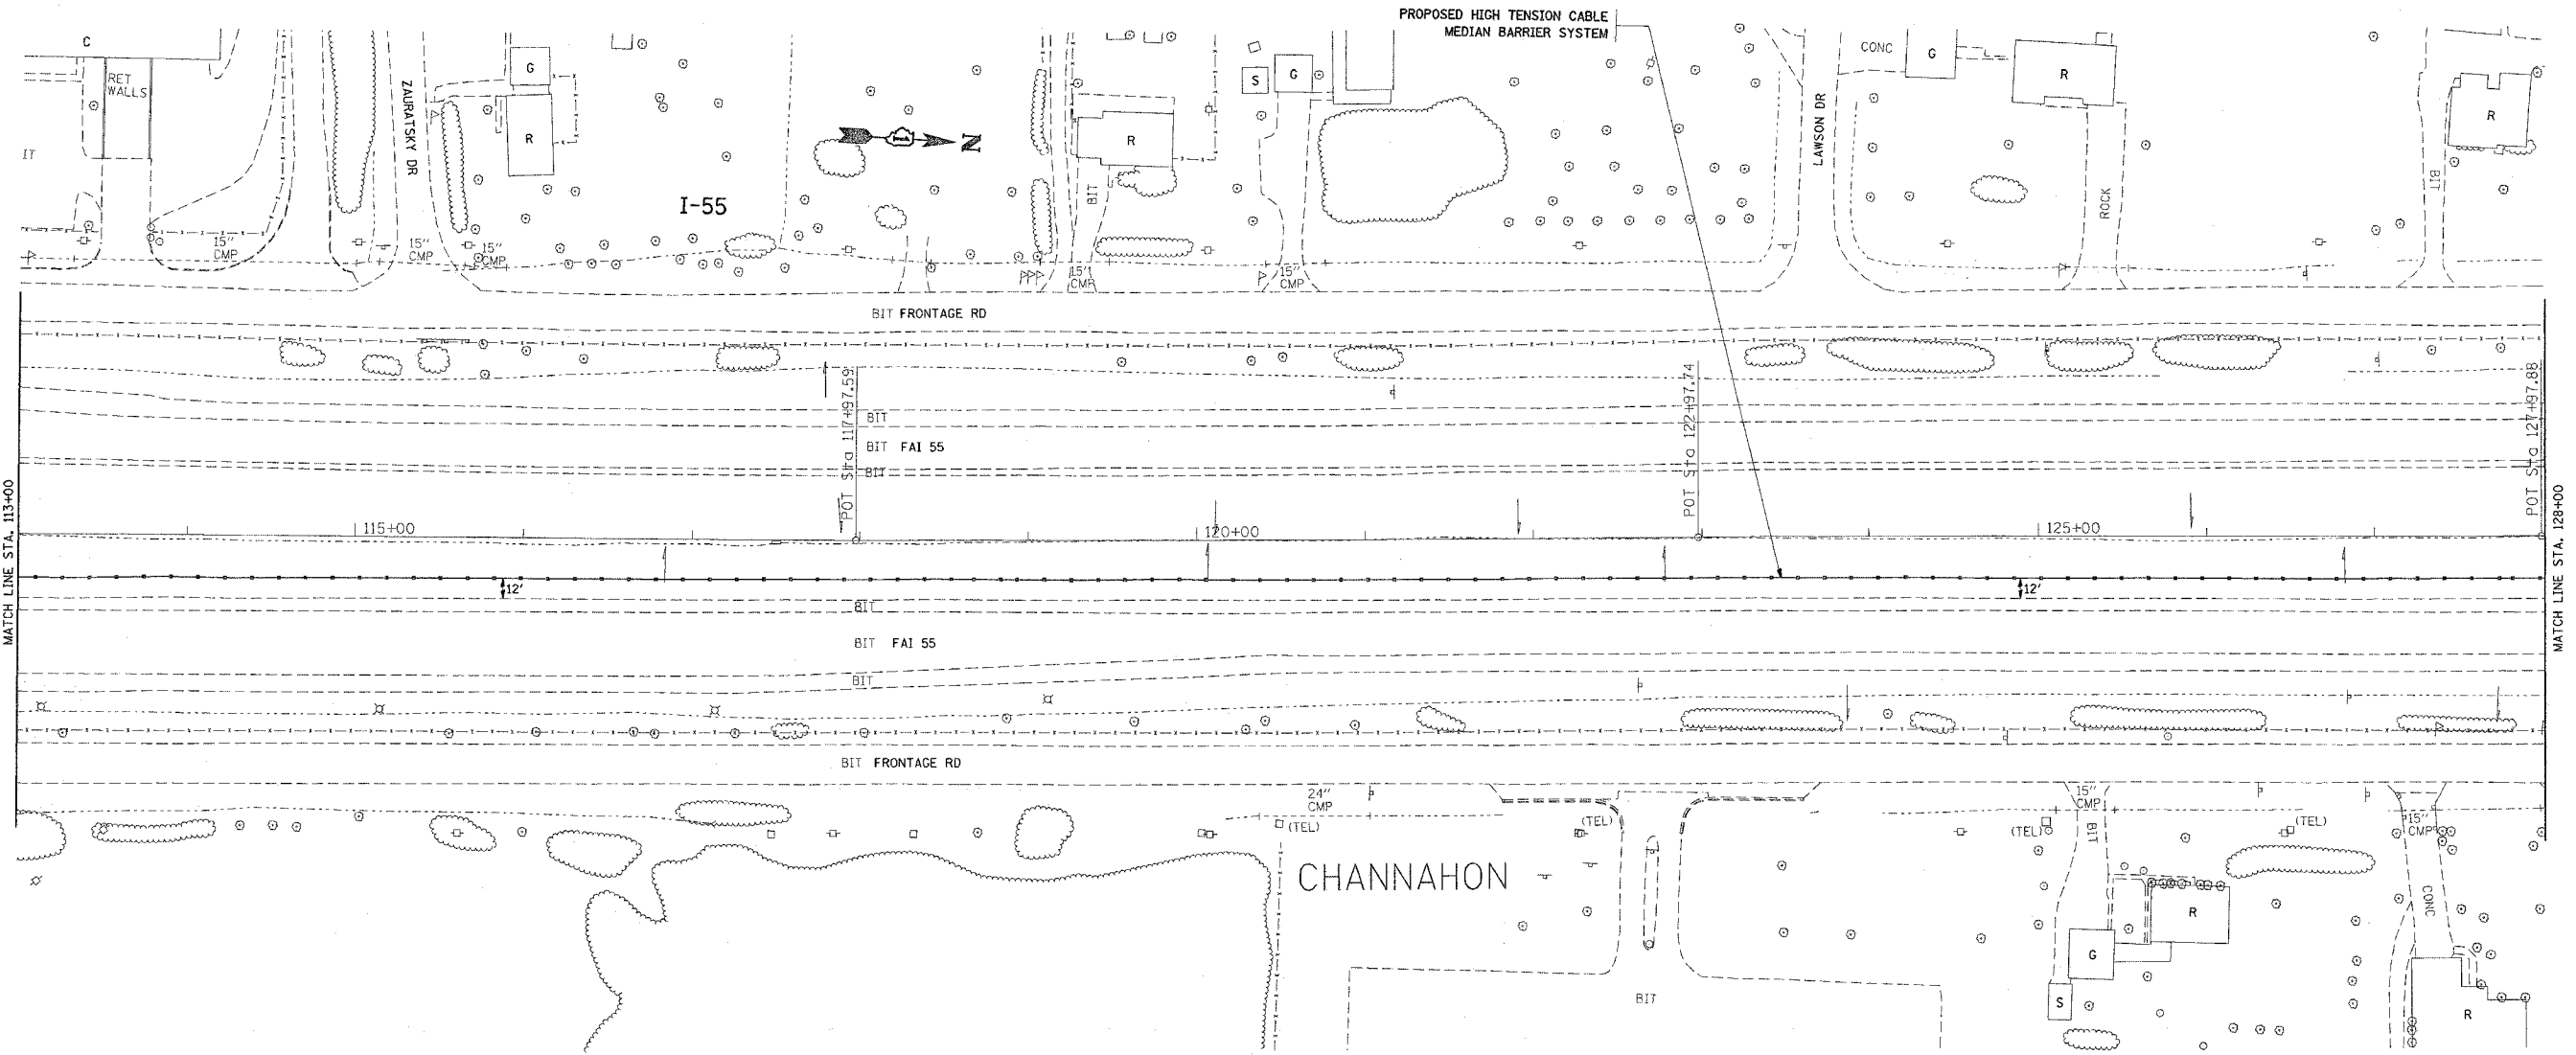 PROPOSED HIGH TENSION CABLE
MEDIAN BARRIER SYSTEM
C
RET
WALLS
IT
ZAURATSKY DR
G
R
I-55
N
R
BIT
S
G
LAWSON DR
CONC
G
R
ROCK
BIT
R
15"
CMP
15"
CMP
15"
CMP
15"
CMP
15"
CMP
BIT FRONTAGE RD
POT Sta 117+97.59
POT Sta 122+97.74
POT Sta 127+97.88
BIT
BIT FAI 55
BIT
MATCH LINE STA. 113+00
115+00
120+00
125+00
MATCH LINE STA. 128+00
12'
12'
BIT
BIT FAI 55
BIT
BIT FRONTAGE RD
24"
CMP
(TEL)
(TEL)
15"
CMP
(TEL)
BIT
(TEL)
15"
CMP
CHANNAHON
R
CONC
G
S
BIT
R